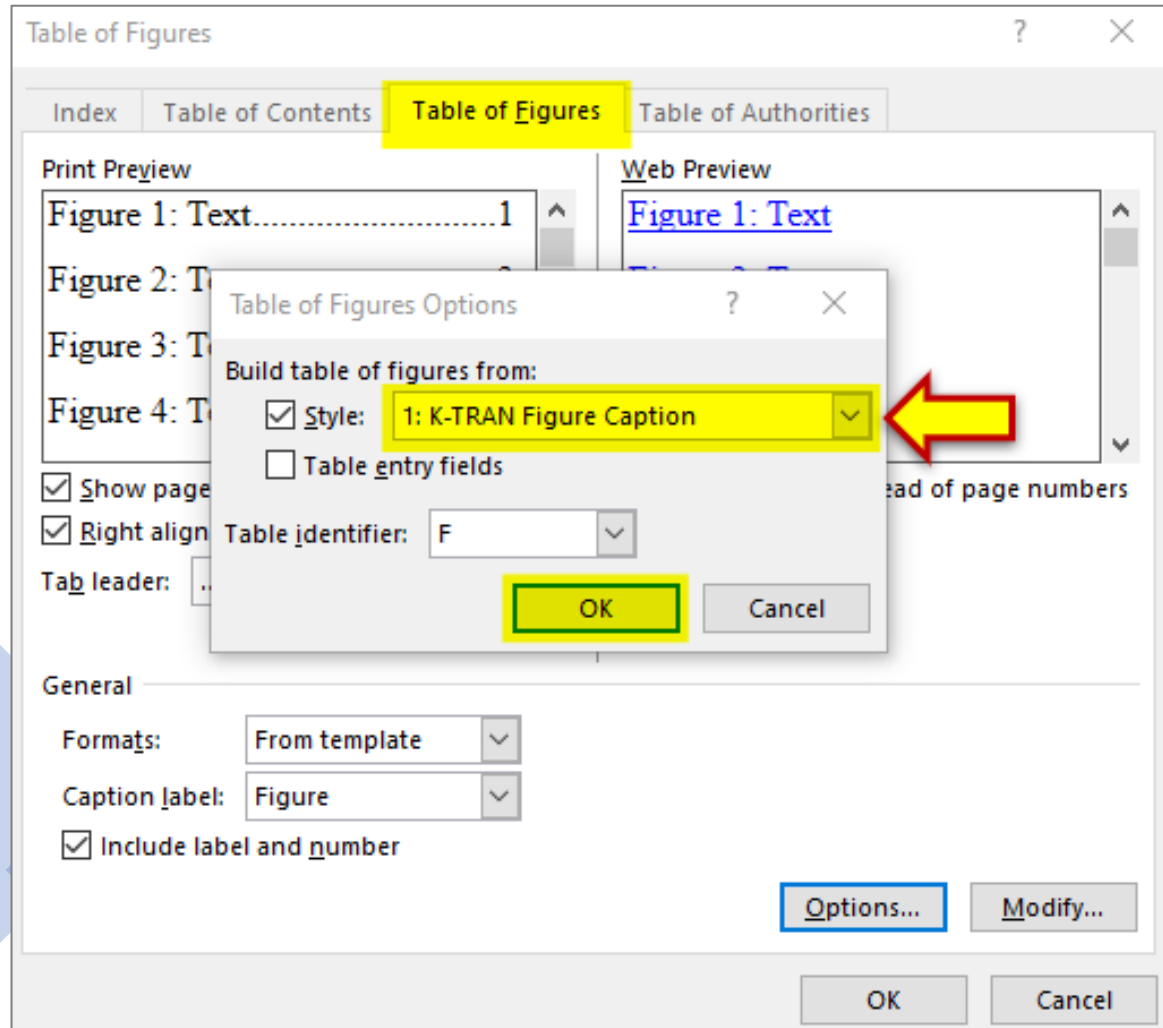 Table of Figures ?
Index Table of Contents Table of Figures Table of Authorities
Print Preview Web Preview
Figure 1: Text..........................1 Figure 1: Text
Figure 2:
Table of Figures Options ?
Figure 3:
Build table of figures from:
Figure 4:
Style: 1: K-TRAN Figure Caption
Table entry fields
Show page ead of page numbers
Right align Table identifier: F
Tab leader:
OK Cancel
General
Formats: From template
Caption label: Figure
Include label and number
Options... Modify...
OK Cancel